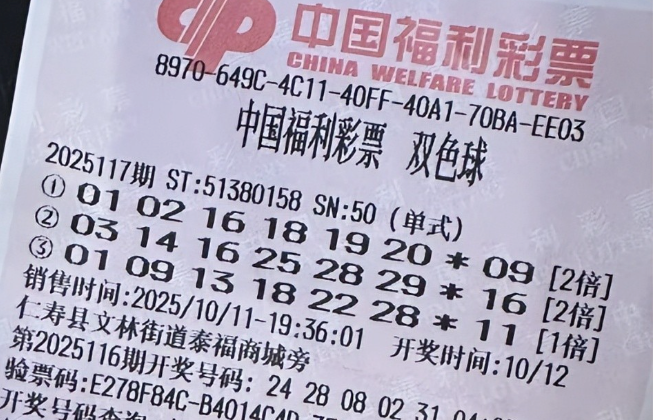 中国福利彩票
CHINA WELFARE LOTTERY
8970-649C-4C11-40FF-40A1-70BA-EE03
中国福利彩票 双色球
2025117期 ST:51380158 SN:50 (单式)
① 01 02 16 18 19 20 * 09 [2倍]
② 03 14 16 25 28 29 * 16 [2倍]
③ 01 09 13 18 22 28 * 11 [1倍]
销售时间:2025/10/11-19:36:01 开奖时间:10/12
仁寿县文林街道泰福商城旁
第2025116期开奖号码: 24 28 08 02 31
验票码:E278F84C-B4014C4D
开奖号码查询